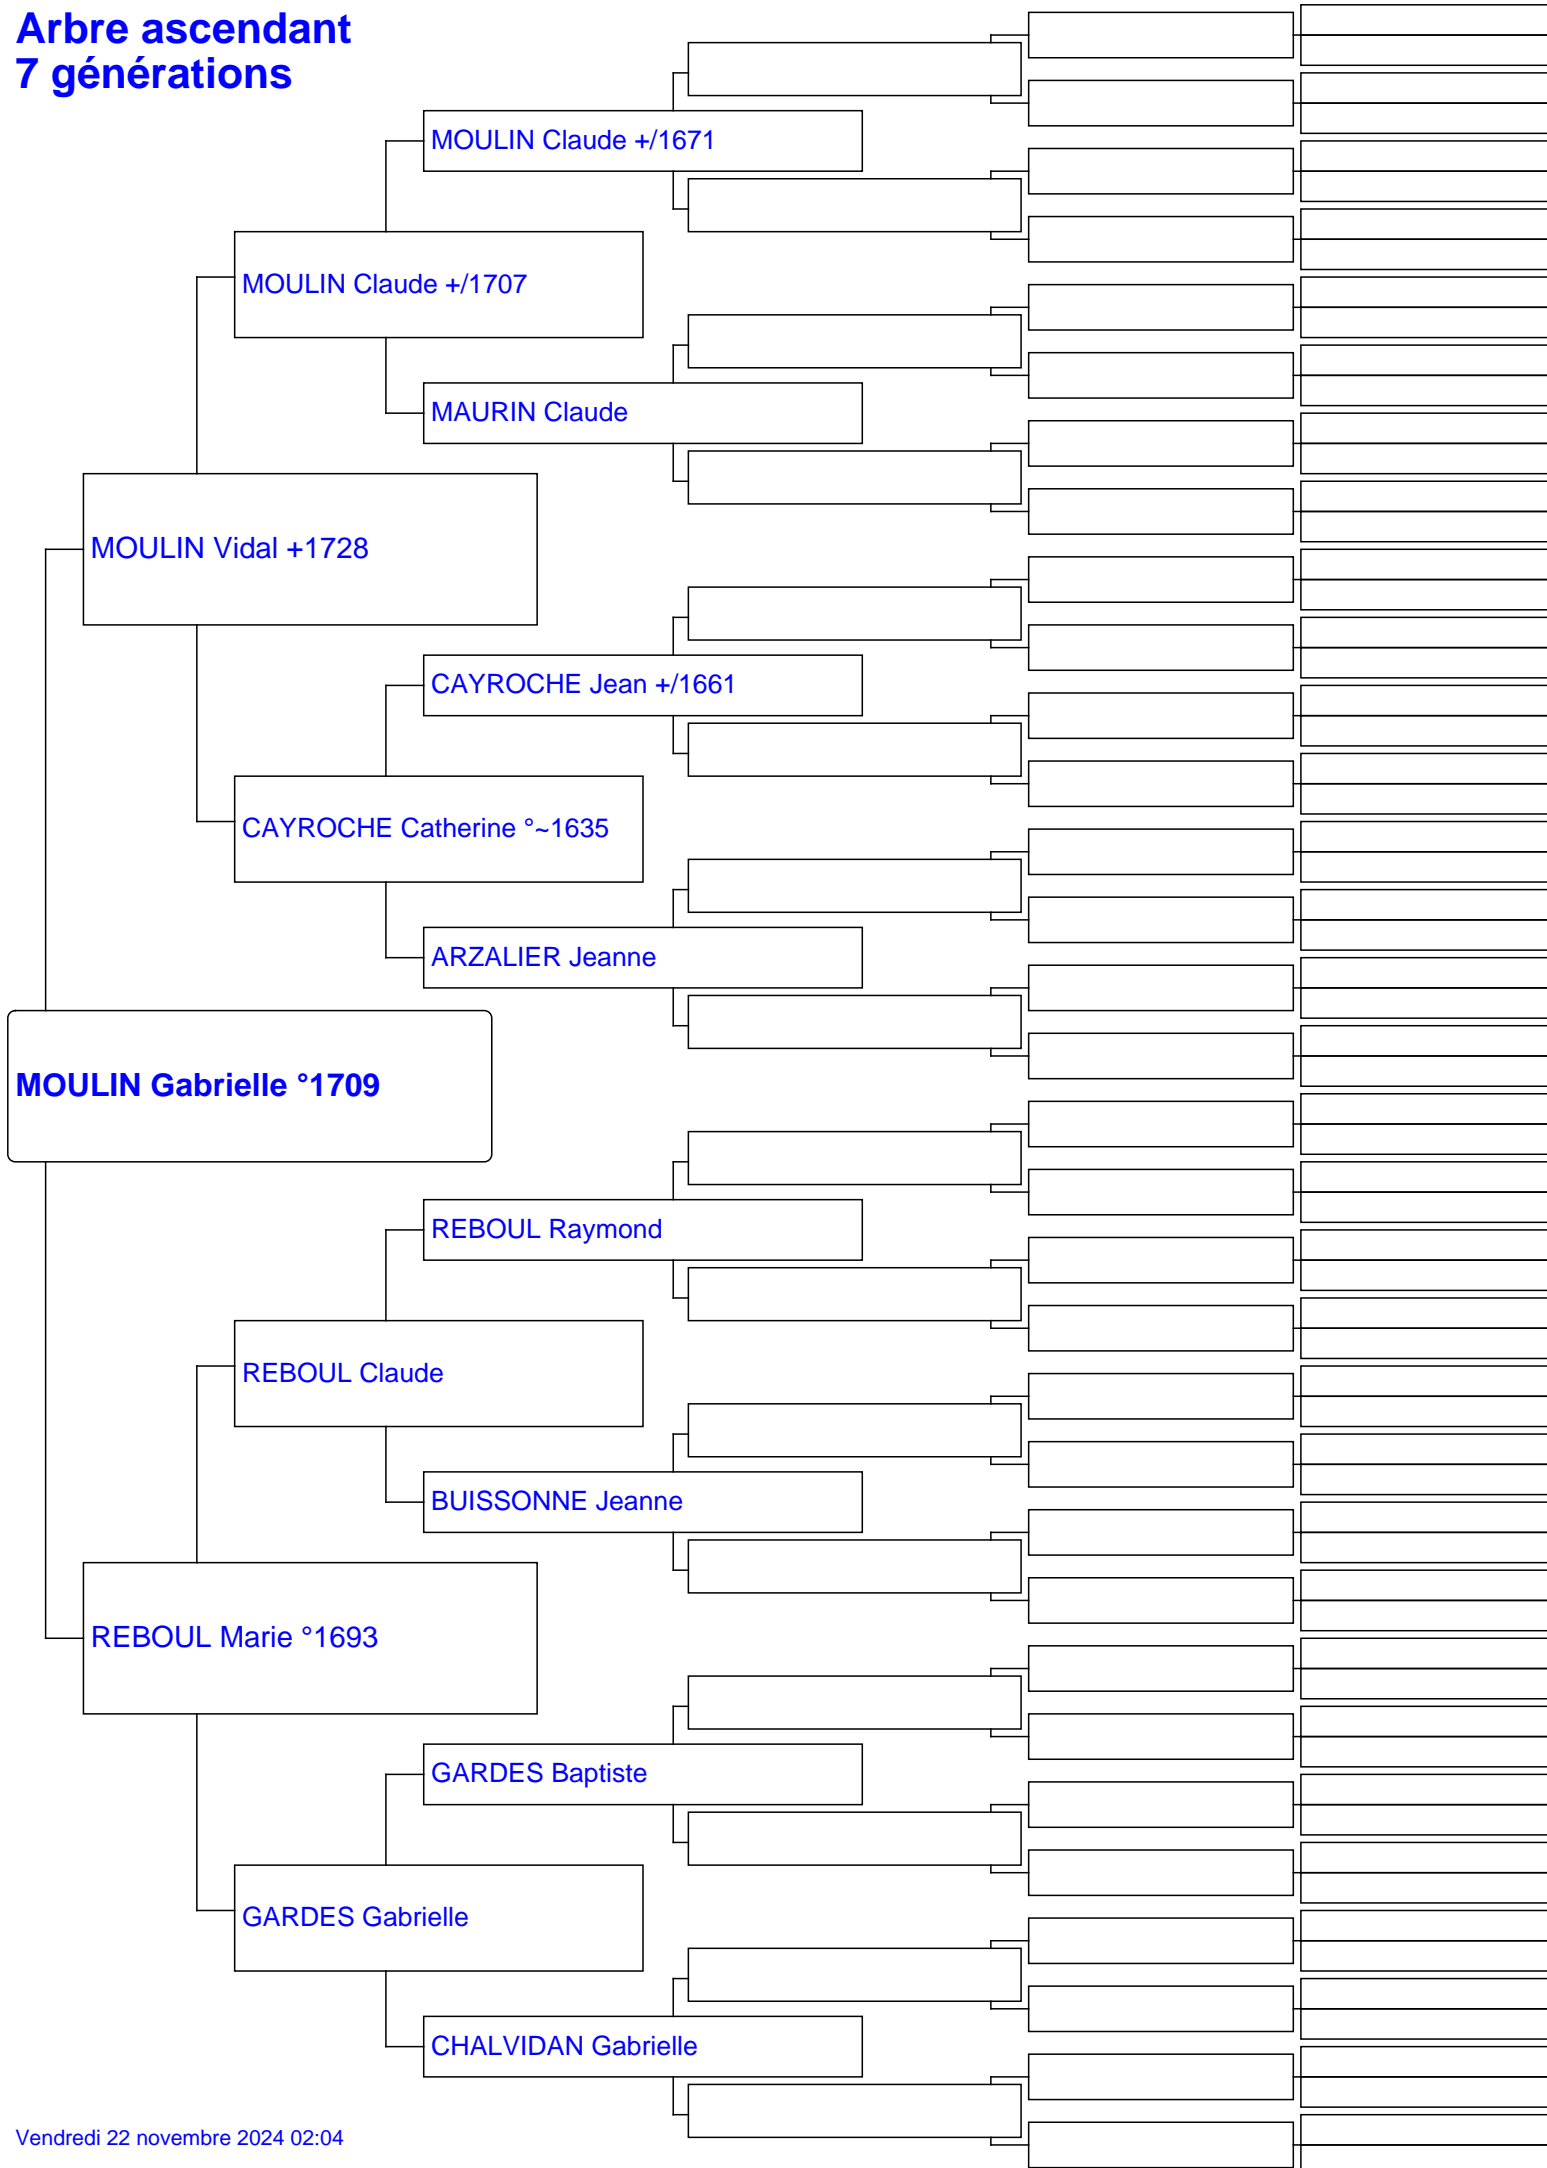 Arbre ascendant
7 générations
MOULIN Claude +/1671
MOULIN Claude +/1707
MAURIN Claude
MOULIN Vidal +1728
CAYROCHE Jean +/1661
CAYROCHE Catherine °~1635
ARZALIER Jeanne
MOULIN Gabrielle °1709
REBOUL Raymond
REBOUL Claude
BUISSONNE Jeanne
REBOUL Marie °1693
GARDES Baptiste
GARDES Gabrielle
CHALVIDAN Gabrielle
Vendredi 22 novembre 2024 02:04